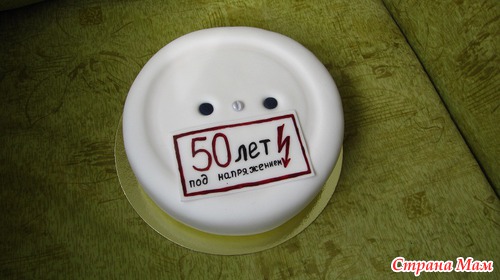 50 лет
под напряжением
Страна Мам